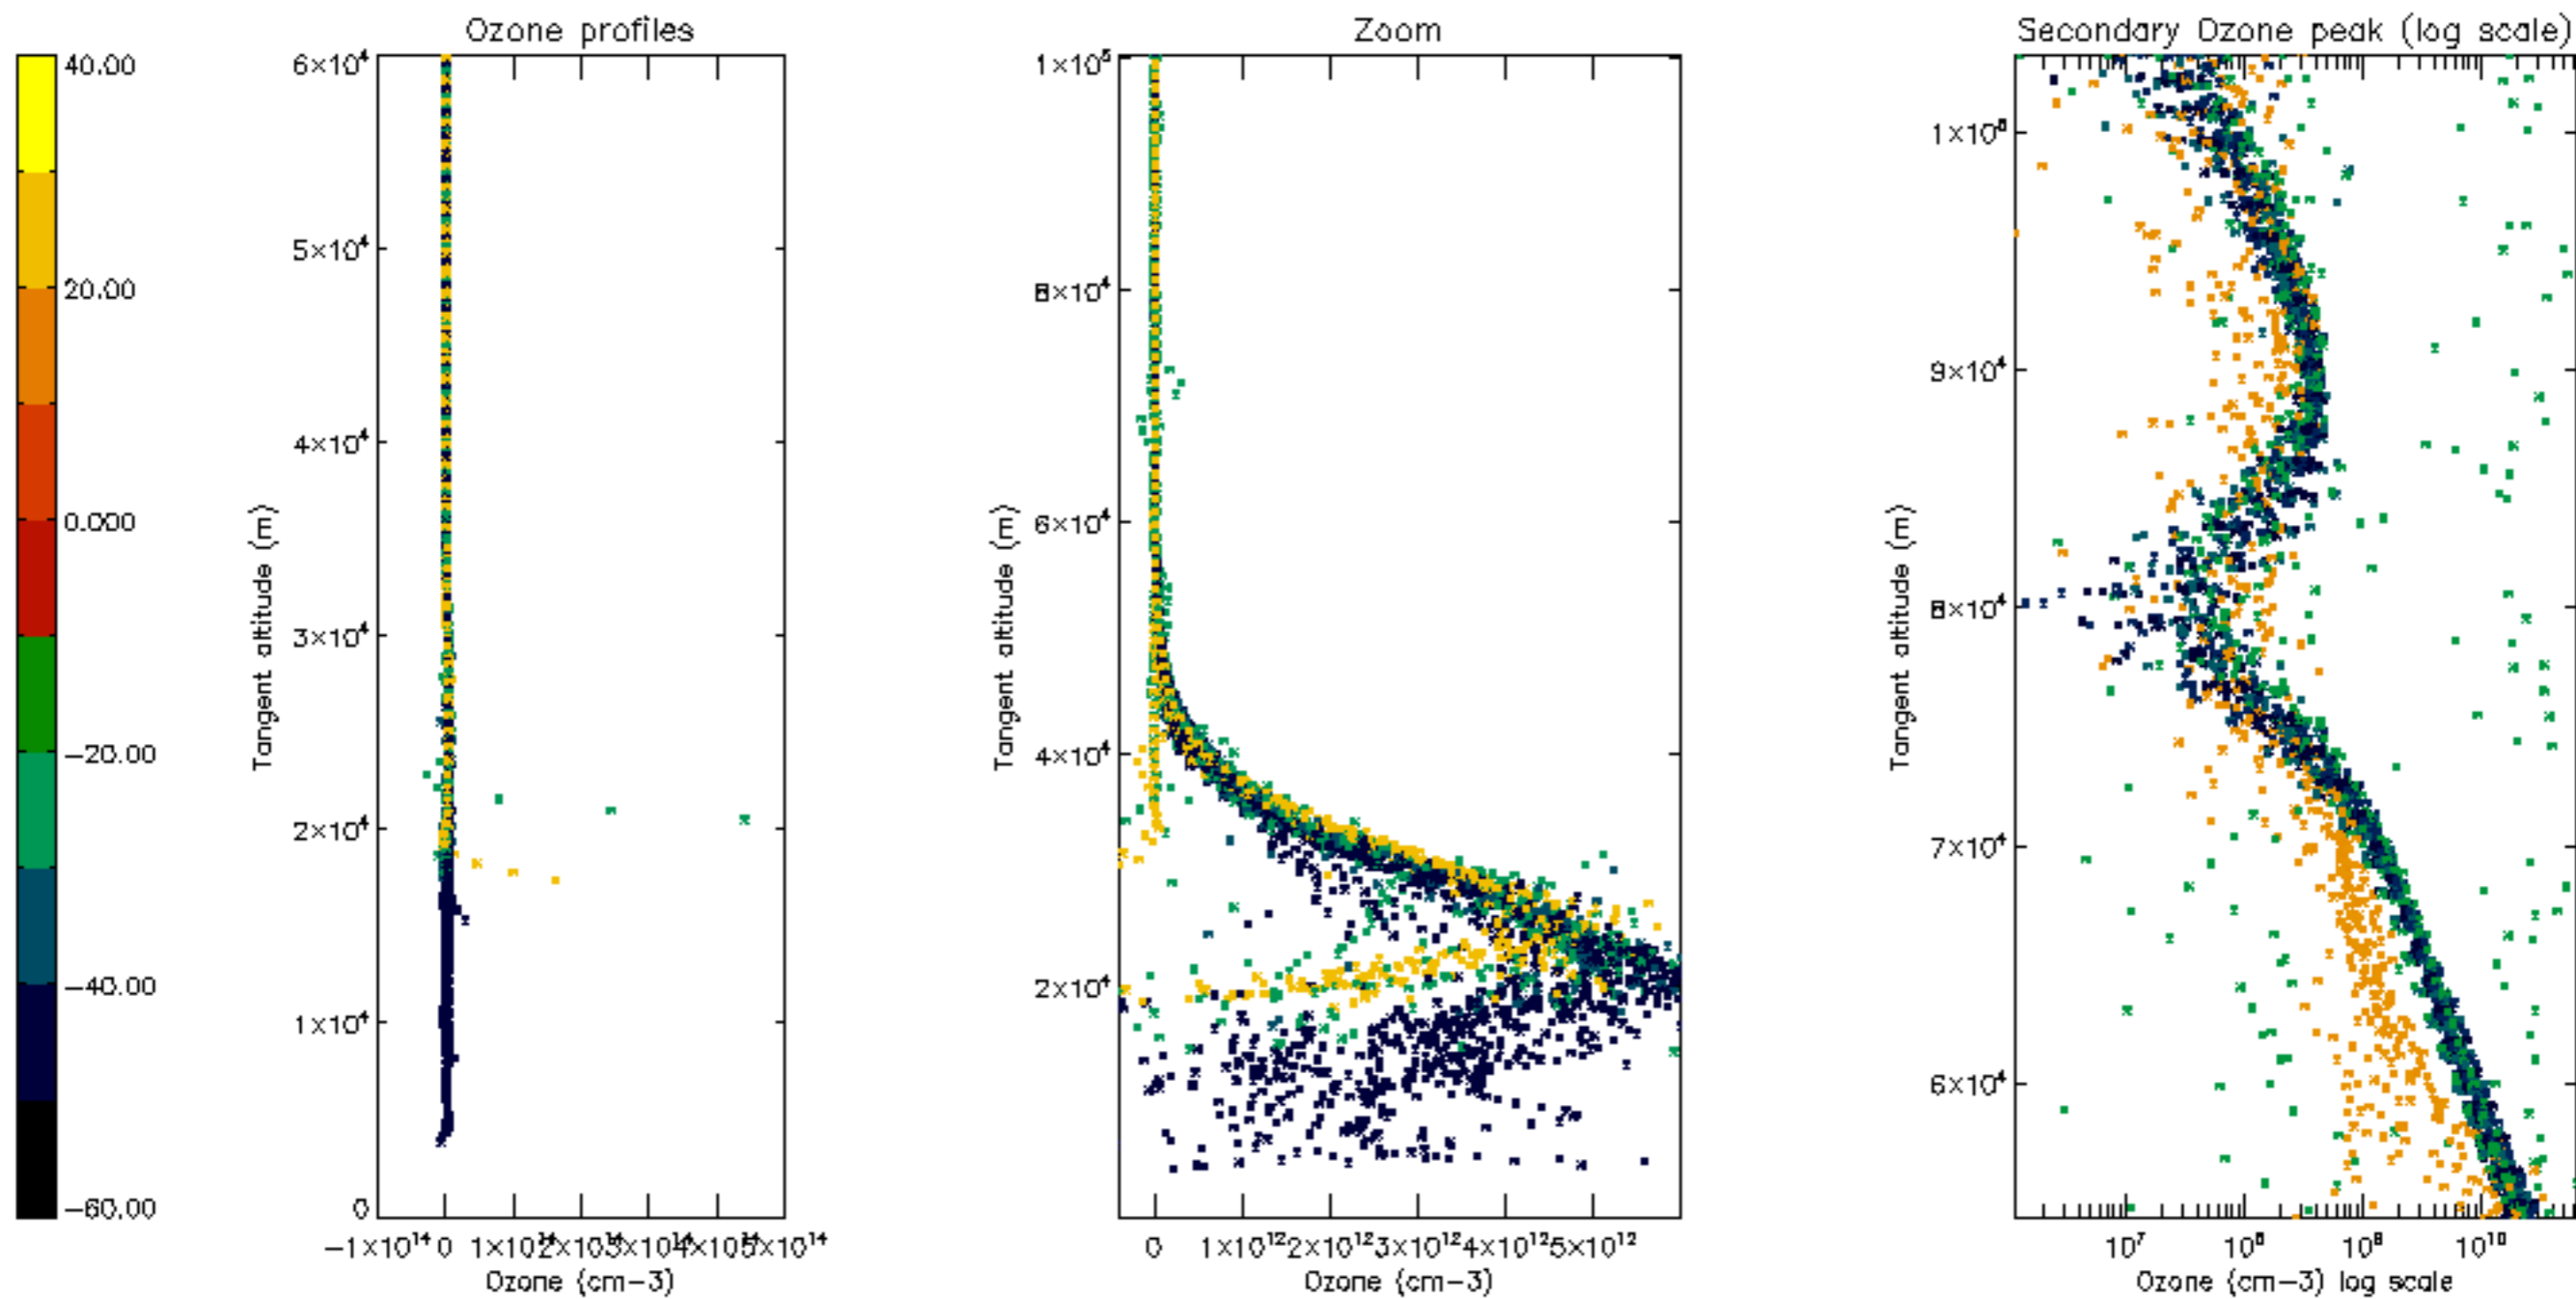 Ozone profiles
Zoom
Secondary Ozone peak (log scale)
40.00
20.00
0.000
-20.00
-40.00
-60.00
6×10⁴
5×10⁴
4×10⁴
3×10⁴
2×10⁴
1×10⁴
0
Tangent altitude (m)
-1×10¹⁴ 0
Ozone (cm-3)
1×10⁵
8×10⁴
6×10⁴
4×10⁴
2×10⁴
Tangent altitude (m)
0 1×10¹² 2×10¹² 3×10¹² 4×10¹² 5×10¹²
Ozone (cm-3)
9×10⁴
8×10⁴
7×10⁴
6×10⁴
Tangent altitude (m)
10⁷ 10⁸ 10⁹ 10¹⁰
Ozone (cm-3) log scale